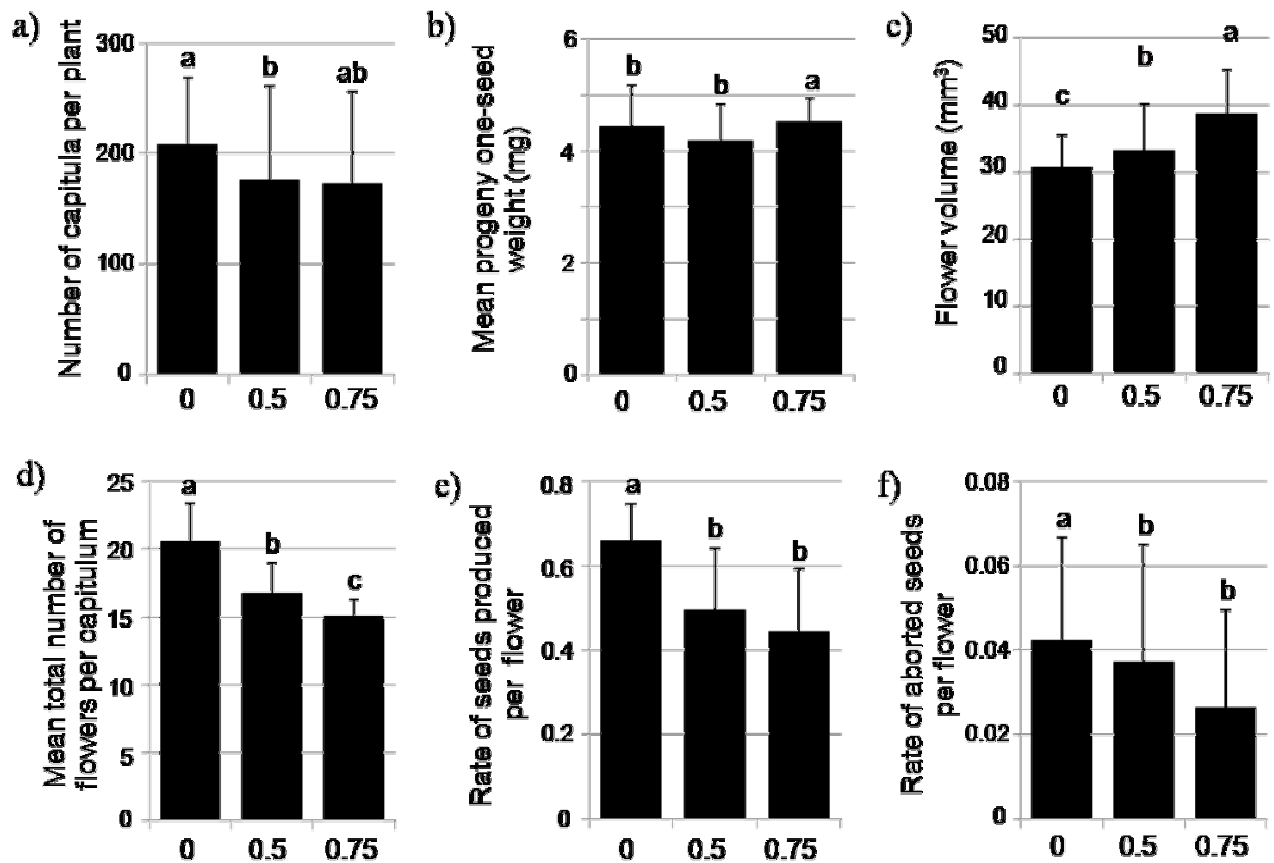 a)
Number of capitula per plant
300
200
100
0
a
b
ab
0
0.5
0.75
b)
Mean progeny one-seed
weight (mg)
6
4
2
0
b
b
a
0
0.5
0.75
c)
Flower volume (mm³)
50
40
30
20
10
0
c
b
a
0
0.5
0.75
d)
Mean total number of
flowers per capitulum
25
20
15
10
5
0
a
b
c
0
0.5
0.75
e)
Rate of seeds produced
per flower
0.8
0.6
0.4
0.2
0
a
b
b
0
0.5
0.75
f)
Rate of aborted seeds
per flower
0.08
0.06
0.04
0.02
0
a
b
b
0
0.5
0.75